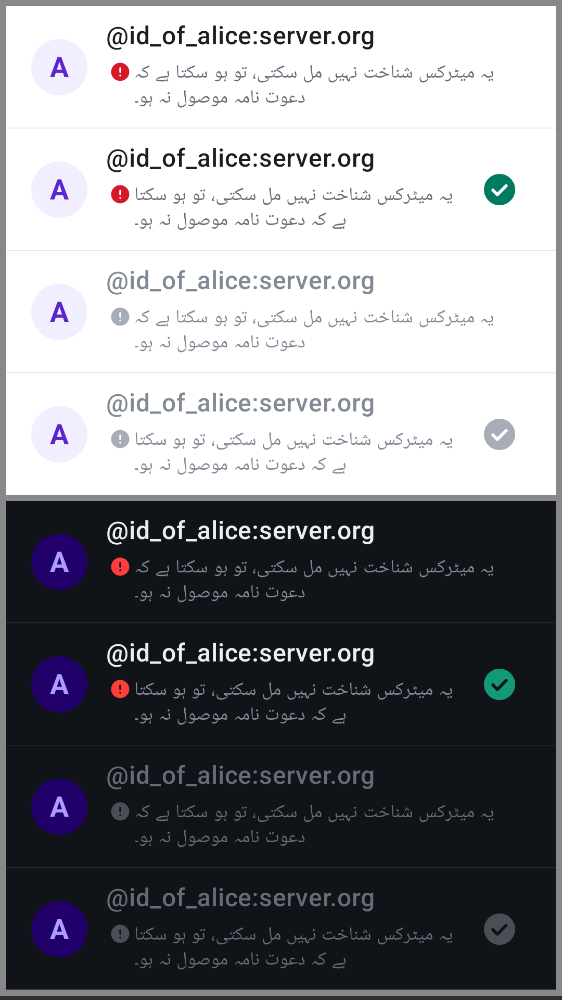 @id_of_alice:server.org
A
یہ میٹرکس شناخت نہیں مل سکتی، تو ہو سکتا ہے کہ
دعوت نامہ موصول نہ ہو۔
@id_of_alice:server.org
A
یہ میٹرکس شناخت نہیں مل سکتی، تو ہو سکتا
ہے کہ دعوت نامہ موصول نہ ہو۔
@id_of_alice:server.org
A
یہ میٹرکس شناخت نہیں مل سکتی، تو ہو سکتا ہے کہ
دعوت نامہ موصول نہ ہو۔
@id_of_alice:server.org
A
یہ میٹرکس شناخت نہیں مل سکتی، تو ہو سکتا
ہے کہ دعوت نامہ موصول نہ ہو۔
@id_of_alice:server.org
A
یہ میٹرکس شناخت نہیں مل سکتی، تو ہو سکتا ہے کہ
دعوت نامہ موصول نہ ہو۔
@id_of_alice:server.org
A
یہ میٹرکس شناخت نہیں مل سکتی، تو ہو سکتا
ہے کہ دعوت نامہ موصول نہ ہو۔
@id_of_alice:server.org
A
یہ میٹرکس شناخت نہیں مل سکتی، تو ہو سکتا ہے کہ
دعوت نامہ موصول نہ ہو۔
@id_of_alice:server.org
A
یہ میٹرکس شناخت نہیں مل سکتی، تو ہو سکتا
ہے کہ دعوت نامہ موصول نہ ہو۔